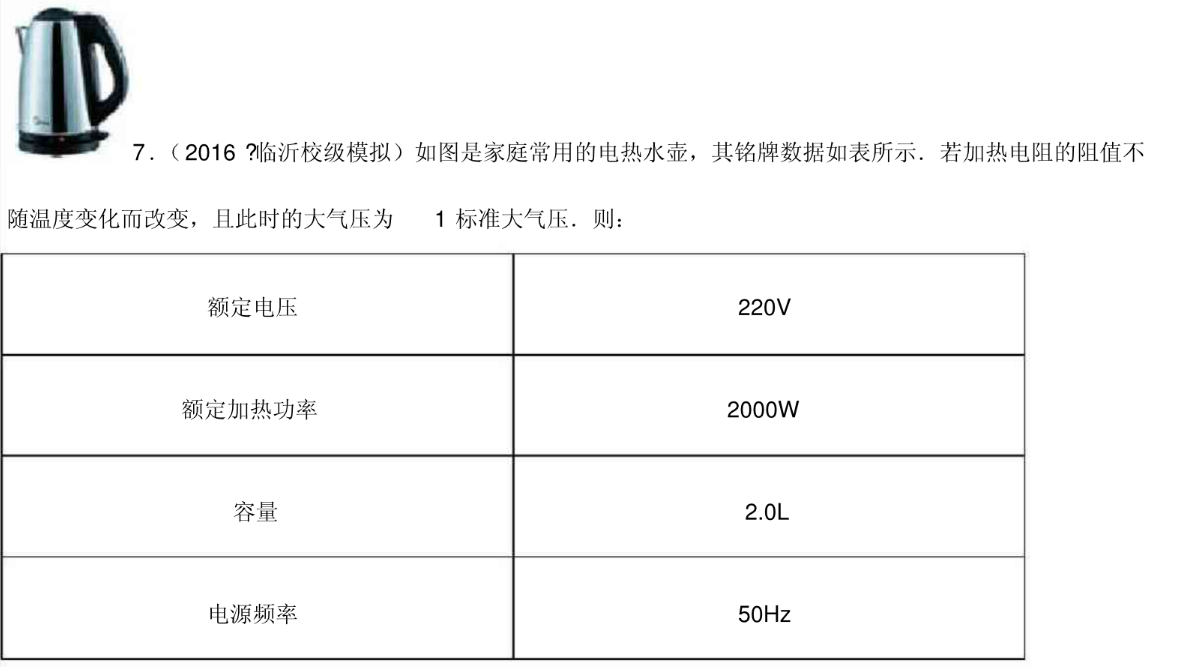 7．（2016 ?临沂校级模拟）如图是家庭常用的电热水壶，其铭牌数据如表所示．若加热电阻的阻值不
随温度变化而改变，且此时的大气压为 1 标准大气压．则：
额定电压 220V
额定加热功率 2000W
容量 2.0L
电源频率 50Hz